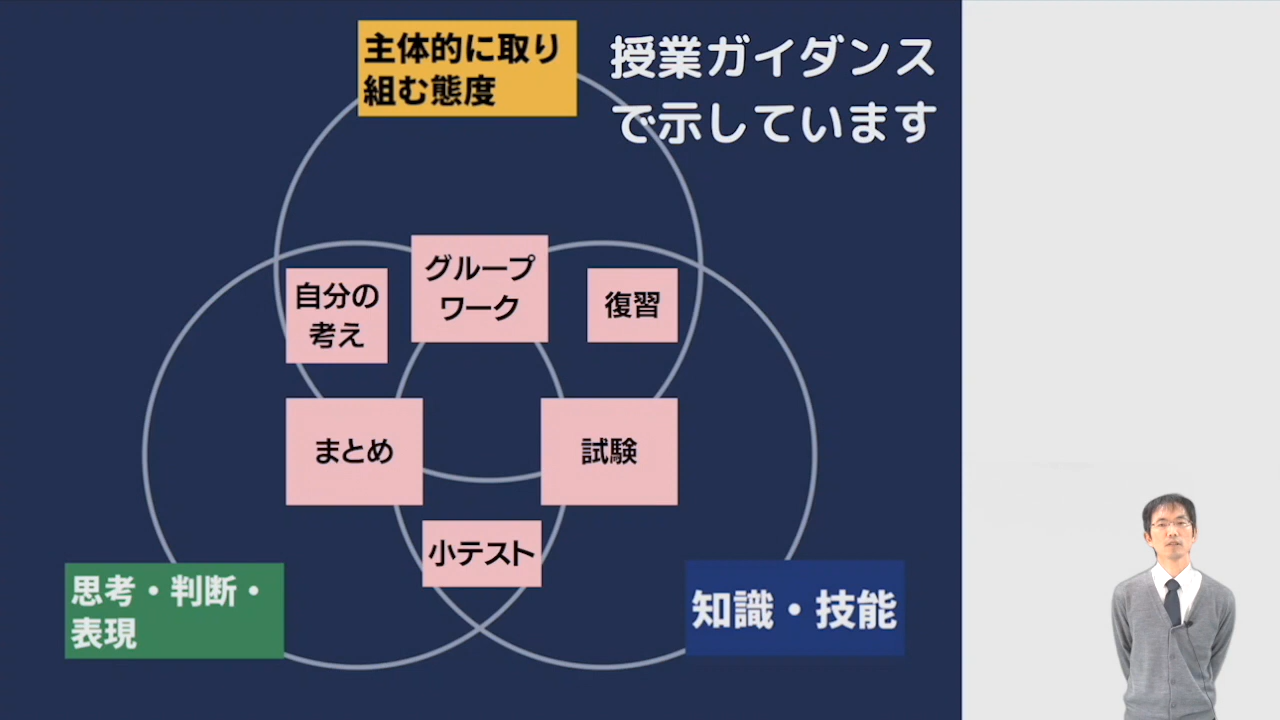 主体的に取り
組む態度
授業ガイダンス
で示しています
グループ
ワーク
自分の
考え
復習
まとめ
試験
小テスト
思考・判断・
表現
知識・技能